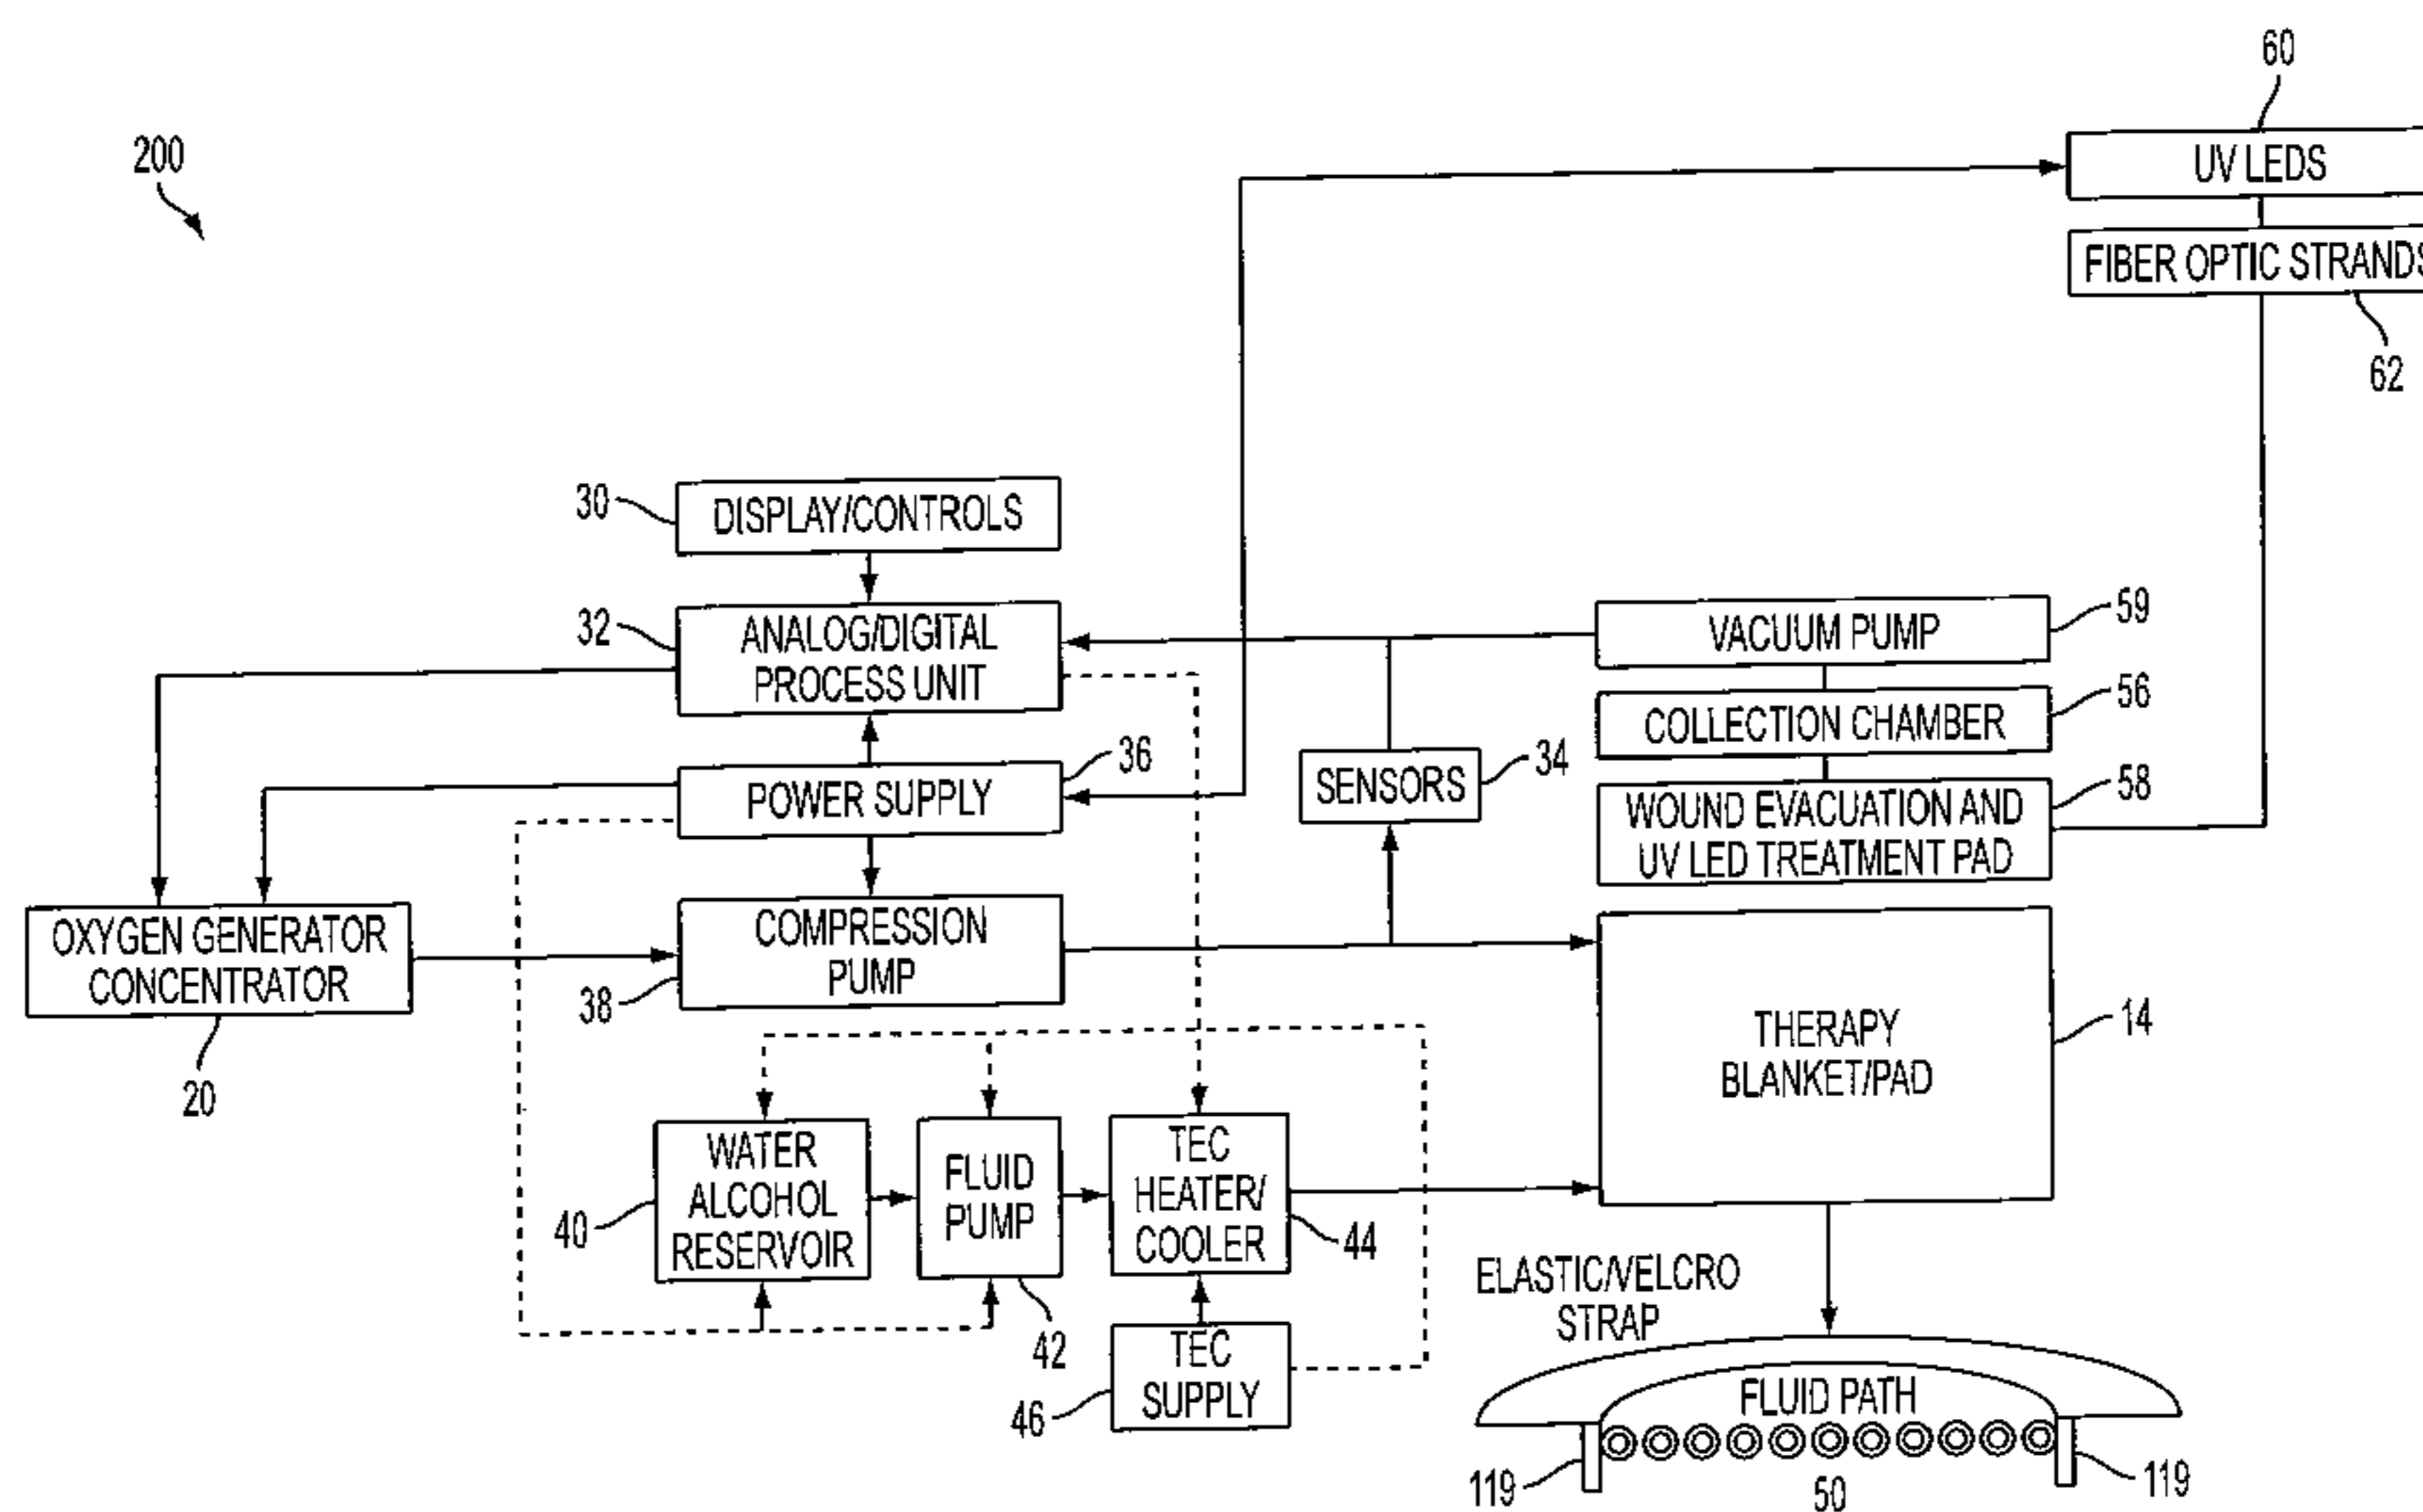 60
200
UV LEDS
FIBER OPTIC STRANDS
62
30
DISPLAY/CONTROLS
32
ANALOG/DIGITAL
PROCESS UNIT
VACUUM PUMP
59
COLLECTION CHAMBER
56
POWER SUPPLY
36
SENSORS
34
WOUND EVACUATION AND
UV LED TREATMENT PAD
58
OXYGEN GENERATOR
CONCENTRATOR
20
COMPRESSION
PUMP
38
THERAPY
BLANKET/PAD
14
WATER
ALCOHOL
RESERVOIR
40
FLUID
PUMP
42
TEC
HEATER/
COOLER
44
TEC
SUPPLY
46
ELASTIC/VELCRO
STRAP
FLUID PATH
119
50
119